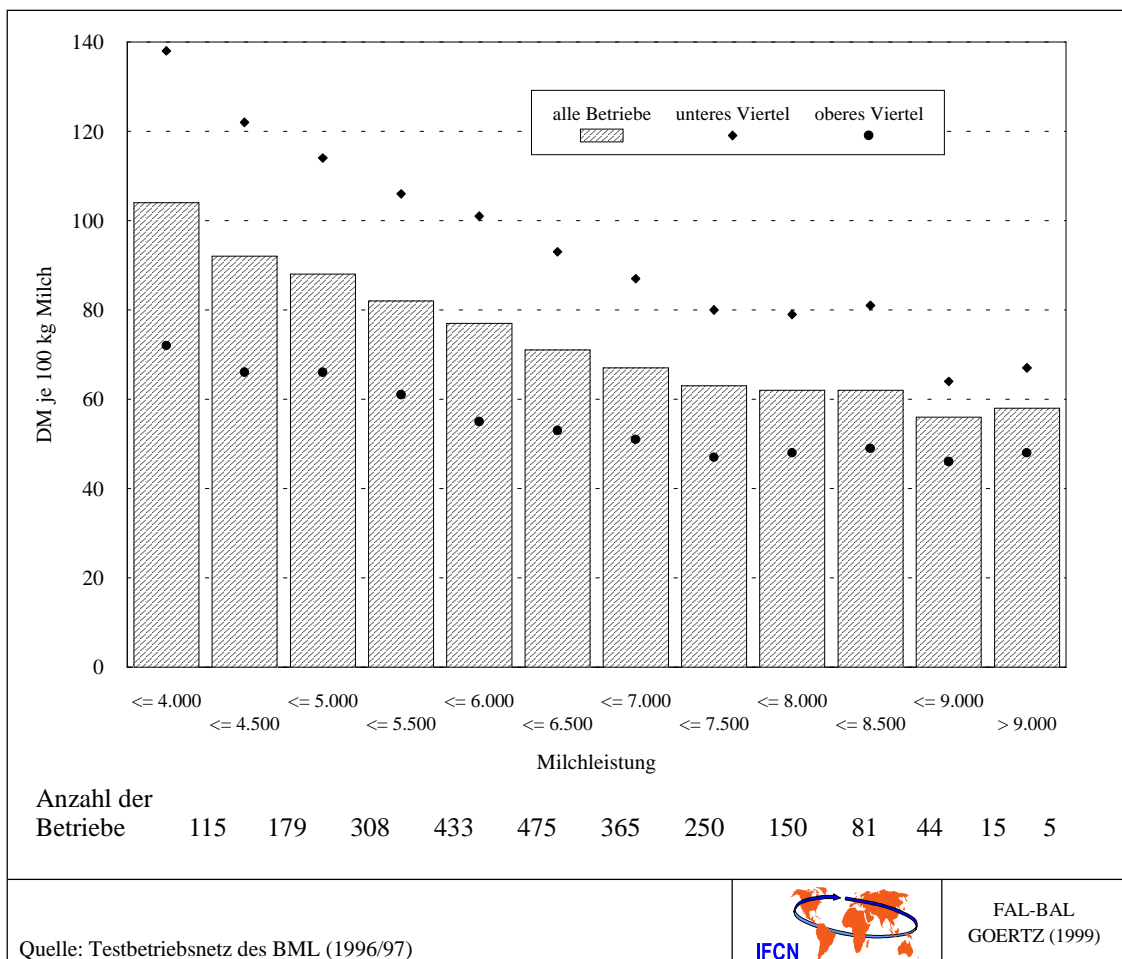 140
120
100
80
60
40
20
0
DM je 100 kg Milch
alle Betriebe unteres Viertel oberes Viertel
<= 4.000 <= 5.000 <= 6.000 <= 7.000 <= 8.000 <= 9.000
<= 4.500 <= 5.500 <= 6.500 <= 7.500 <= 8.500 > 9.000
Milchleistung
Anzahl der
Betriebe 115 179 308 433 475 365 250 150 81 44 15 5
Quelle: Testbetriebsnetz des BML (1996/97)
IFCN
FAL-BAL
GOERTZ (1999)